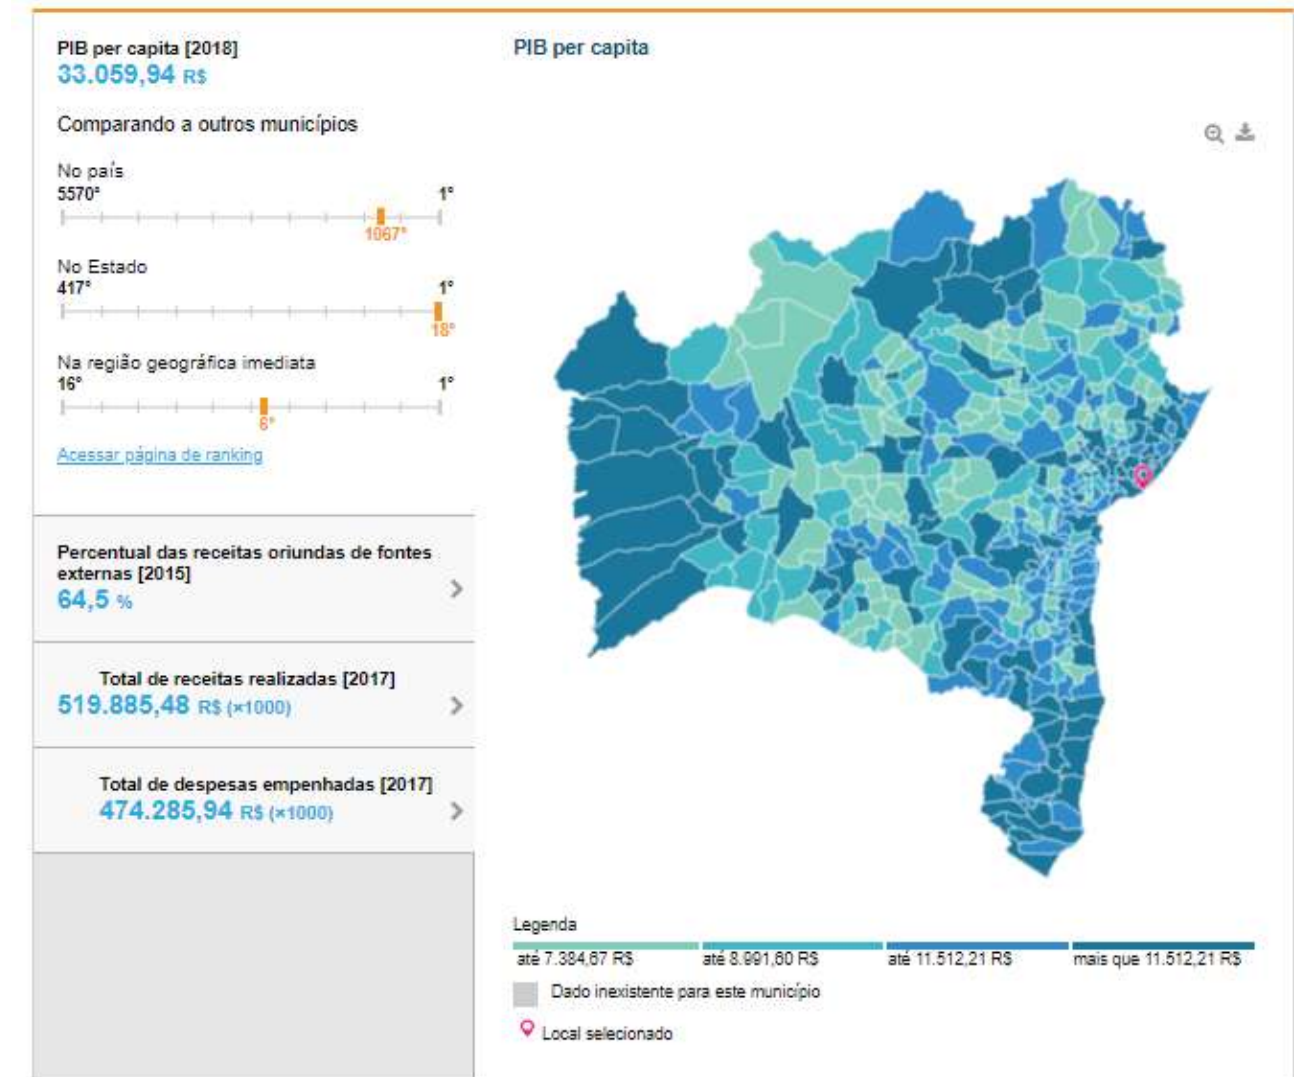 PIB per capita [2018]
33.059,94 R$
Comparando a outros municípios
No país
5570° 1°
1067°
No Estado
417° 1°
18°
Na região geográfica imediata
16° 1°
6°
Acessar página de ranking
Percentual das receitas oriundas de fontes
externas [2015]
64,5 %
Total de receitas realizadas [2017]
519.885,48 R$ (×1000)
Total de despesas empenhadas [2017]
474.285,94 R$ (×1000)
PIB per capita
Legenda
até 7.384,67 R$ até 8.991,60 R$ até 11.512,21 R$ mais que 11.512,21 R$
Dado inexistente para este município
Local selecionado